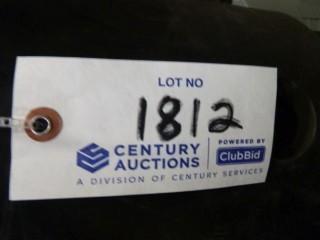 LOT NO
1812
CENTURY AUCTIONS
POWERED BY
ClubBid
A DIVISION OF CENTURY SERVICES